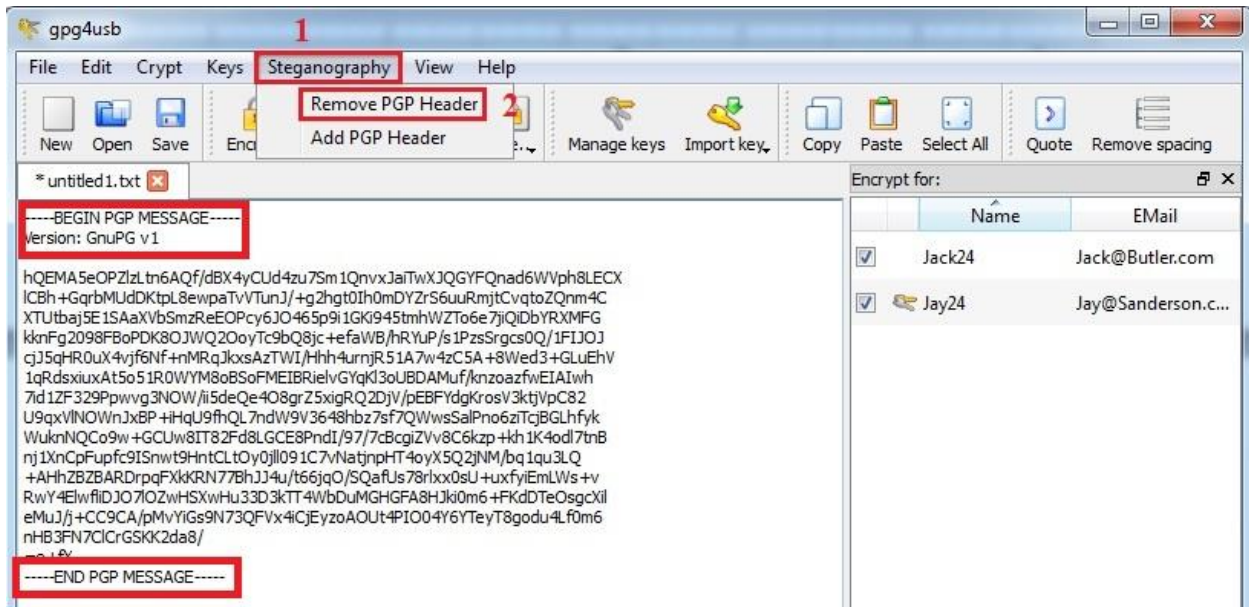 gpg4usb
1
File Edit Crypt Keys Steganography View Help
Remove PGP Header
2
Add PGP Header
New Open Save Manage keys Import key Copy Paste Select All Quote Remove spacing
* untitled1.txt
Encrypt for:
Name EMail
Jack24 Jack@Butler.com
Jay24 Jay@Sanderson.c...
-----BEGIN PGP MESSAGE-----
Version: GnuPG v1
hQEMA5eOPZlzLtn6AQf/dBX4yCUd4zu7Sm1QnvxJaiTwXJQGYFQnad6WVph8LECX
lCBh+GqrbMUdDKtpL8ewpaTvVTunJ/+g2hgt0Ih0mDYZrS6uuRmjtCvqtoZQnm4C
XTUtbaj5E1SAaXVbSmzReEOPcy6JO465p9i1GKi945tmhWZTo6e7jiQiDbYRXMFG
kknFg2098FBoPDK8OJWQ2OoyTc9bQ8jc+efaWB/hRYuP/s1PzsSrgcs0Q/1FIJOJ
cjJ5qHR0uX4vjf6Nf+nMRqJkxsAzTWI/Hhh4urnjR51A7w4zC5A+8Wed3+GLuEhV
1qRdsxiuxAt5o51R0WYM8oBSoFMEIBRielvGYqKl3oUBDAMuf/knzoazfwEIAIwh
7id1ZF329Ppwvg3NOW/ii5deQe4O8grZ5xigRQ2DjV/pEBFYdgKrosV3ktjVpC82
U9qxVlNOWnJxBP+iHqU9fhQL7ndW9V3648hbz7sf7QWwsSalPno6ziTcjBGLhfyk
WuknNQCo9w+GCUw8IT82Fd8LGCE8PndI/97/7cBcgiZVv8C6kzp+kh1K4odl7tnB
nj1XnCpFupfc9ISnwt9HntCLtOy0jll091C7vNatjnpHT4oyX5Q2jNM/bq1qu3LQ
+AHhZBZBARDrpqFXkKRN77BhJJ4u/t66jqO/SQafUs78rlxx0sU+uxfyiEmLWs+v
RwY4ElwfliDJO7lOZwHSXwHu33D3kTT4WbDuMGHGFA8HJki0m6+FKdDTeOsgcXil
eMuJ/j+CC9CA/pMvYiGs9N73QFVx4iCjEyzoAOUt4PIO04Y6YTeyT8godu4Lf0m6
nHB3FN7ClCrGSKK2da8/
-----END PGP MESSAGE-----